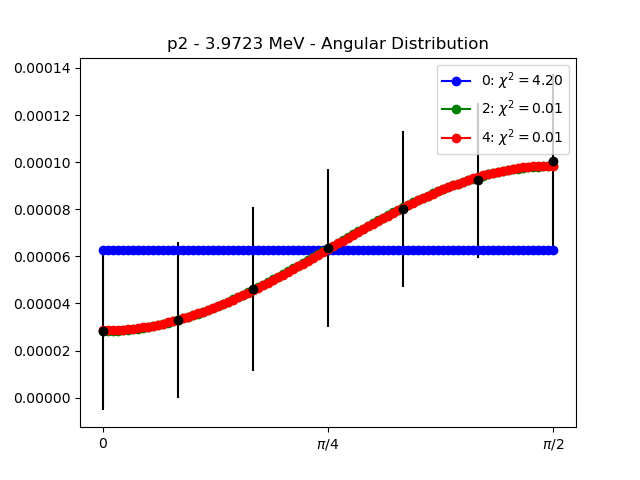 p2 - 3.9723 MeV - Angular Distribution
0.00014
0.00012
0.00010
0.00008
0.00006
0.00004
0.00002
0.00000
0: χ² = 4.20
2: χ² = 0.01
4: χ² = 0.01
0
π/4
π/2